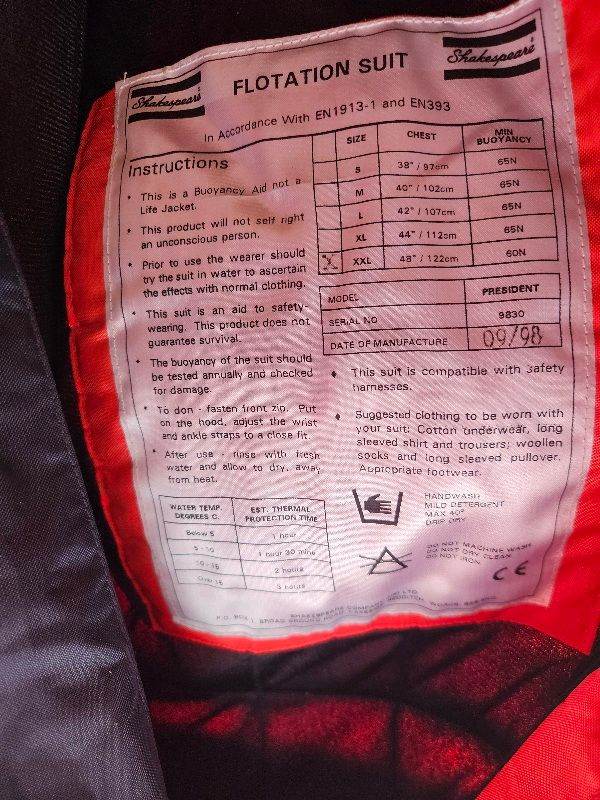 Shakespeare
FLOTATION SUIT
Shakespeare
In Accordance With EN1913-1 and EN393
Instructions
• This is a Buoyancy Aid not a
Life Jacket.
• This product will not self right
an unconscious person.
• Prior to use the wearer should
try the suit in water to ascertain
the effects with normal clothing.
• This suit is an aid to safety-
wearing. This product does not
guarantee survival.
• The buoyancy of the suit should
be tested annually and checked
for damage.
• To don - fasten front zip. Put
on the hood, adjust the wrist
and ankle straps to a close fit.
• After use - rinse with fresh
water and allow to dry, away
from heat.
WATER TEMP. DEGREES C. EST. THERMAL PROTECTION TIME
Below 5 1 hour
5 - 10 1 hour 30 mins
10 - 15 2 hours
Over 15 3 hours
SIZE CHEST MIN BUOYANCY
S 38" / 97cm 65N
M 40" / 102cm 65N
L 42" / 107cm 65N
XL 44" / 112cm 65N
X XXL 48" / 122cm 60N
MODEL PRESIDENT
SERIAL NO 9830
DATE OF MANUFACTURE 09/98
♦ This suit is compatible with safety
harnesses.
♦ Suggested clothing to be worn with
your suit: Cotton underwear, long
sleeved shirt and trousers; woollen
socks and long sleeved pullover.
Appropriate footwear.
HANDWASH
MILD DETERGENT
MAX 40°
DRIP DRY
DO NOT MACHINE WASH
DO NOT DRY CLEAN
DO NOT IRON
CE
SHAKESPEARE COMPANY LTD
P.O. BOX 1, BROAD GROUND ROAD,